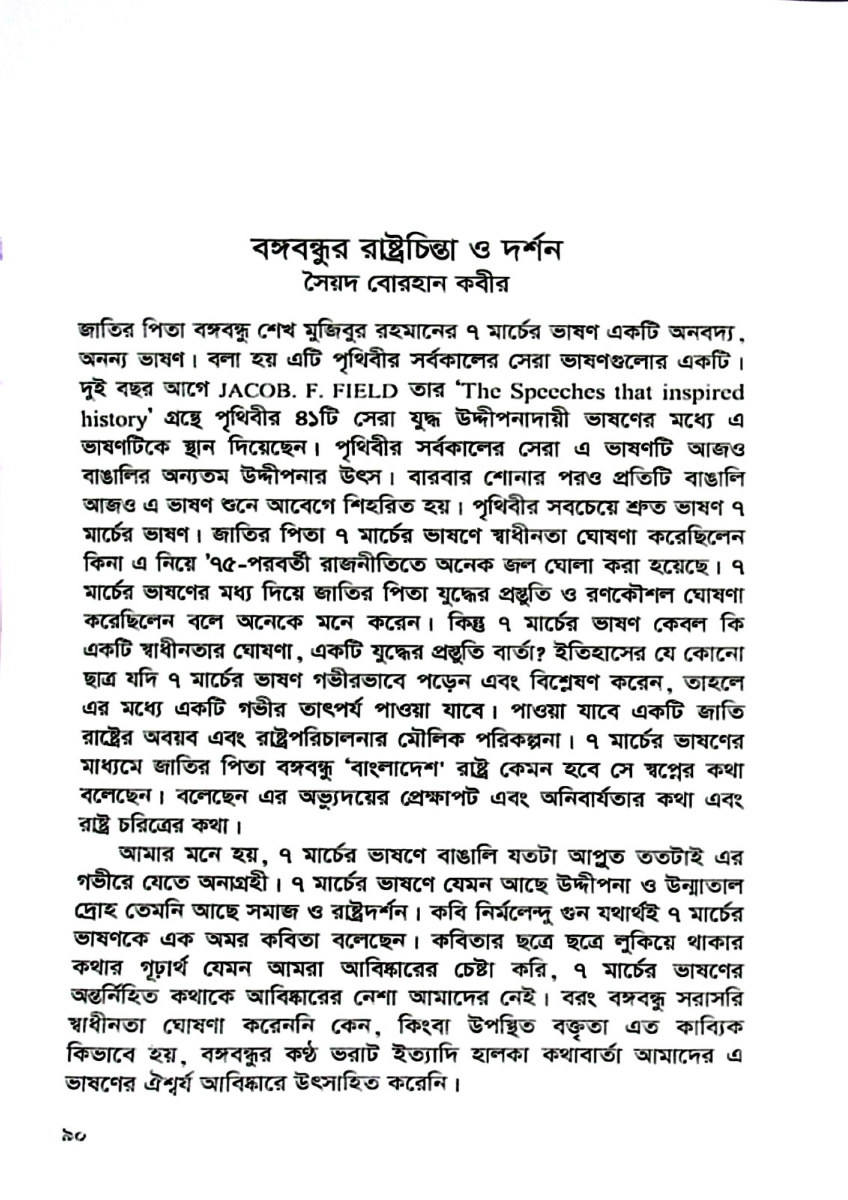 বঙ্গবন্ধুর রাষ্ট্রচিন্তা ও দর্শন
সৈয়দ বোরহান কবীর
জাতির পিতা বঙ্গবন্ধু শেখ মুজিবুর রহমানের ৭ মার্চের ভাষণ একটি অনবদ্য,
অনন্য ভাষণ। বলা হয় এটি পৃথিবীর সর্বকালের সেরা ভাষণগুলোর একটি।
দুই বছর আগে JACOB. F. FIELD তার ‘The Speeches that inspired
history’ গ্রন্থে পৃথিবীর ৪১টি সেরা যুদ্ধ উদ্দীপনাদায়ী ভাষণের মধ্যে এ
ভাষণটিকে স্থান দিয়েছেন। পৃথিবীর সর্বকালের সেরা এ ভাষণটি আজও
বাঙালির অন্যতম উদ্দীপনার উৎস। বারবার শোনার পরও প্রতিটি বাঙালি
আজও এ ভাষণ শুনে আবেগে শিহরিত হয়। পৃথিবীর সবচেয়ে শ্রুত ভাষণ ৭
মার্চের ভাষণ। জাতির পিতা ৭ মার্চের ভাষণে স্বাধীনতা ঘোষণা করেছিলেন
কিনা এ নিয়ে ’৭৫-পরবর্তী রাজনীতিতে অনেক জল ঘোলা করা হয়েছে। ৭
মার্চের ভাষণের মধ্য দিয়ে জাতির পিতা যুদ্ধের প্রস্তুতি ও রণকৌশল ঘোষণা
করেছিলেন বলে অনেকে মনে করেন। কিন্তু ৭ মার্চের ভাষণ কেবল কি
একটি স্বাধীনতার ঘোষণা, একটি যুদ্ধের প্রস্তুতি বার্তা? ইতিহাসের যে কোনো
ছাত্র যদি ৭ মার্চের ভাষণ গভীরভাবে পড়েন এবং বিশ্লেষণ করেন, তাহলে
এর মধ্যে একটি গভীর তাৎপর্য পাওয়া যাবে। পাওয়া যাবে একটি জাতি
রাষ্ট্রের অবয়ব এবং রাষ্ট্রপরিচালনার মৌলিক পরিকল্পনা। ৭ মার্চের ভাষণের
মাধ্যমে জাতির পিতা বঙ্গবন্ধু ‘বাংলাদেশ’ রাষ্ট্র কেমন হবে সে স্বপ্নের কথা
বলেছেন। বলেছেন এর অভ্যুদয়ের প্রেক্ষাপট এবং অনিবার্যতার কথা এবং
রাষ্ট্র চরিত্রের কথা।
আমার মনে হয়, ৭ মার্চের ভাষণে বাঙালি যতটা আপ্লুত ততটাই এর
গভীরে যেতে অনাগ্রহী। ৭ মার্চের ভাষণে যেমন আছে উদ্দীপনা ও উন্মাতাল
দ্রোহ তেমনি আছে সমাজ ও রাষ্ট্রদর্শন। কবি নির্মলেন্দু গুন যথার্থই ৭ মার্চের
ভাষণকে এক অমর কবিতা বলেছেন। কবিতার ছত্রে ছত্রে লুকিয়ে থাকার
কথার গূঢ়ার্থ যেমন আমরা আবিষ্কারের চেষ্টা করি, ৭ মার্চের ভাষণের
অন্তর্নিহিত কথাকে আবিষ্কারের নেশা আমাদের নেই। বরং বঙ্গবন্ধু সরাসরি
স্বাধীনতা ঘোষণা করেননি কেন, কিংবা উপস্থিত বক্তৃতা এত কাব্যিক
কিভাবে হয়, বঙ্গবন্ধুর কণ্ঠ ভরাট ইত্যাদি হালকা কথাবার্তা আমাদের এ
ভাষণের ঐশ্বর্য আবিষ্কারে উৎসাহিত করেনি।
৯০